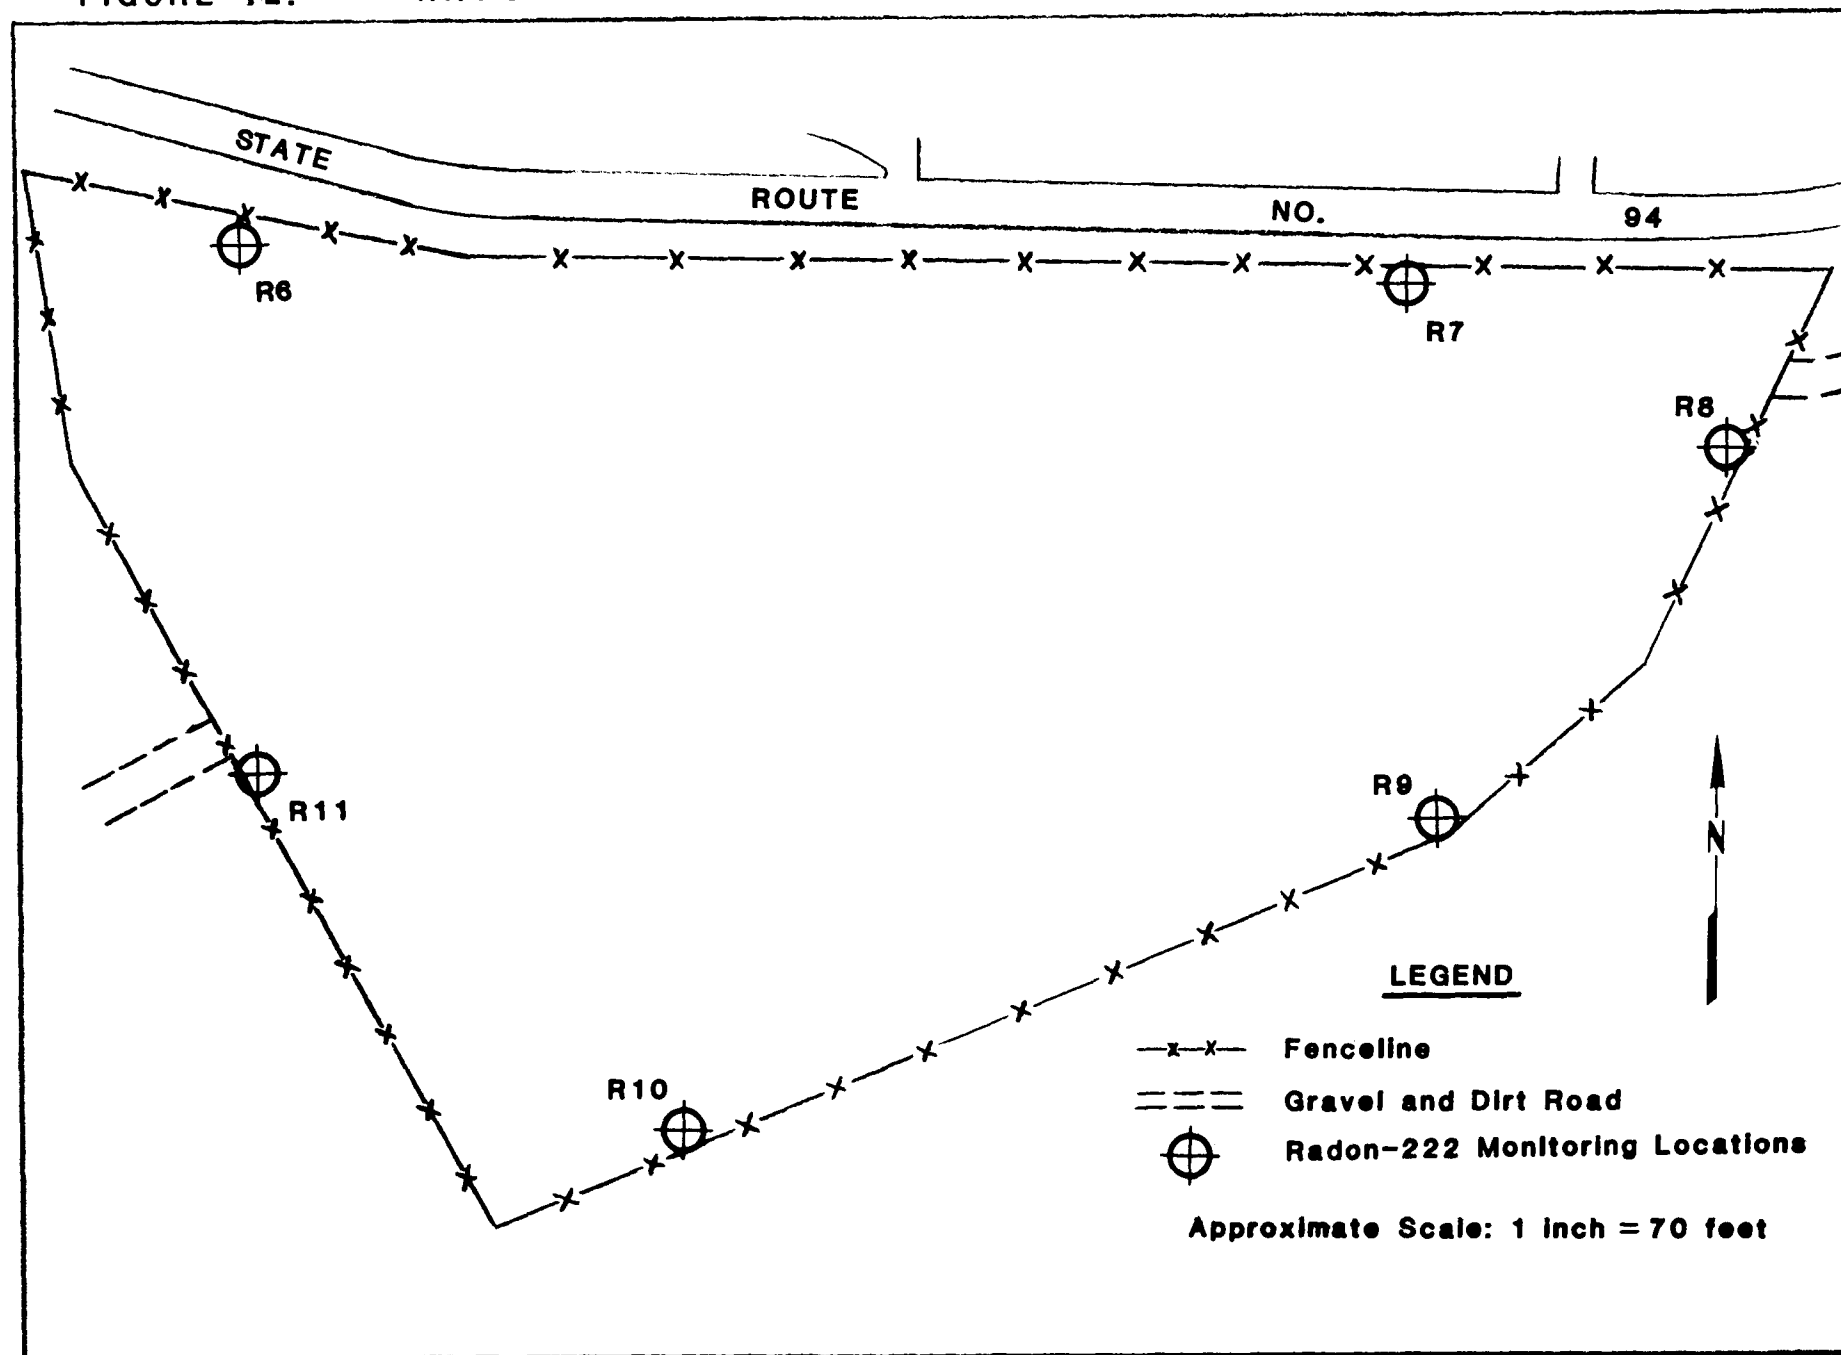 STATE ROUTE NO. 94
R6
R7
R8
R11
R9
R10
N
LEGEND
—x—x— Fenceline
Gravel and Dirt Road
Radon-222 Monitoring Locations
Approximate Scale: 1 inch = 70 feet